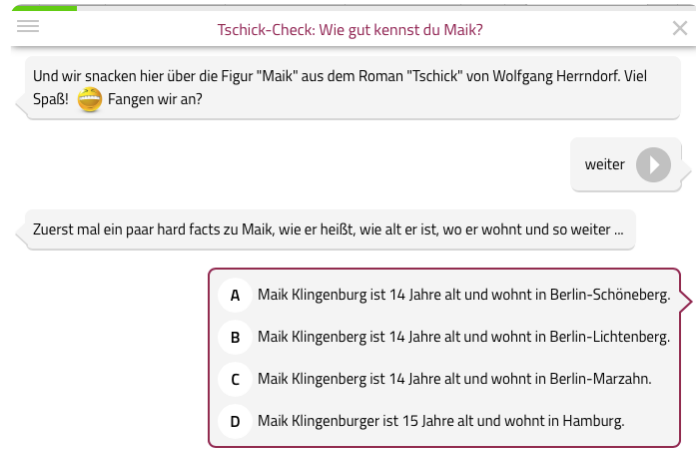 Tschick-Check: Wie gut kennst du Maik?
Und wir snacken hier über die Figur "Maik" aus dem Roman "Tschick" von Wolfgang Herrndorf. Viel
Spaß! Fangen wir an?
weiter
Zuerst mal ein paar hard facts zu Maik, wie er heißt, wie alt er ist, wo er wohnt und so weiter ...
A Maik Klingenburg ist 14 Jahre alt und wohnt in Berlin-Schöneberg.
B Maik Klingenberg ist 14 Jahre alt und wohnt in Berlin-Lichtenberg.
C Maik Klingenberg ist 14 Jahre alt und wohnt in Berlin-Marzahn.
D Maik Klingenburger ist 15 Jahre alt und wohnt in Hamburg.